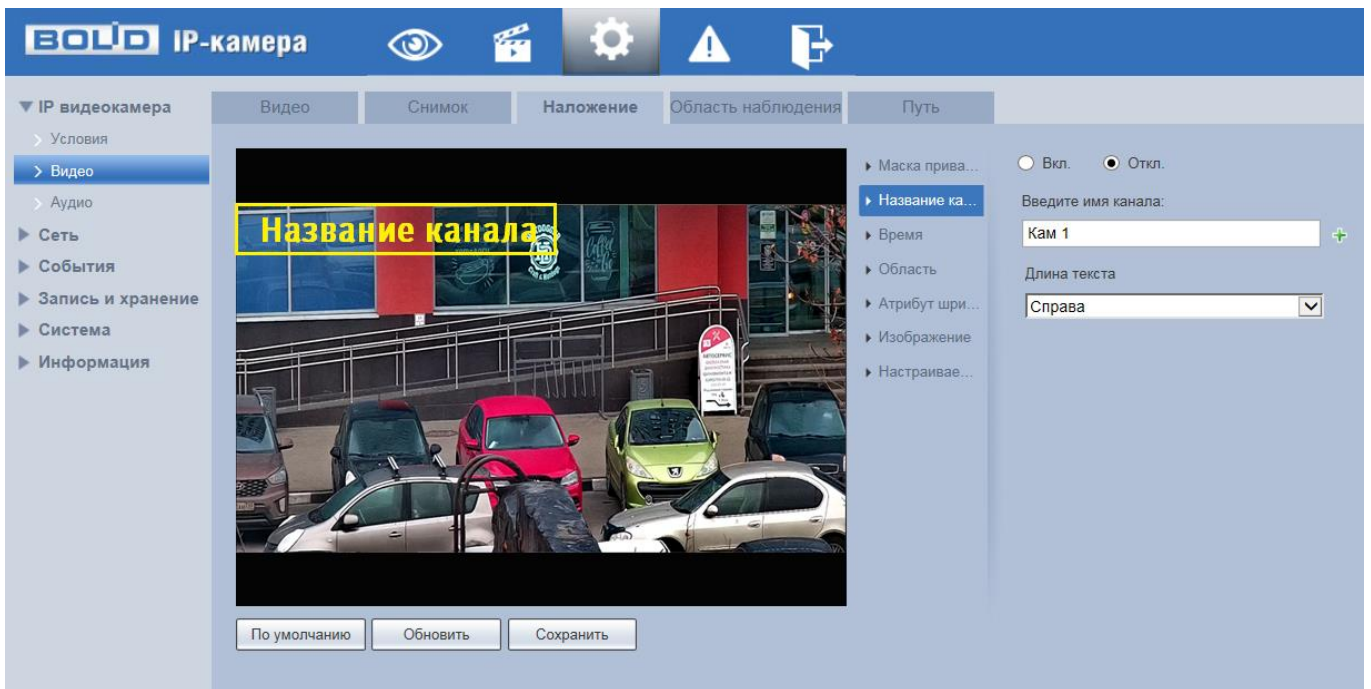 BOLID IP-камера
IP видеокамера
Условия
Видео
Аудио
Сеть
События
Запись и хранение
Система
Информация
Видео
Снимок
Наложение
Область наблюдения
Путь
Название канала
АВТОСЕРВИС
По умолчанию
Обновить
Сохранить
Маска прива...
Название ка...
Время
Область
Атрибут шри...
Изображение
Настраивае...
Вкл.
Откл.
Введите имя канала:
Кам 1
Длина текста
Справа